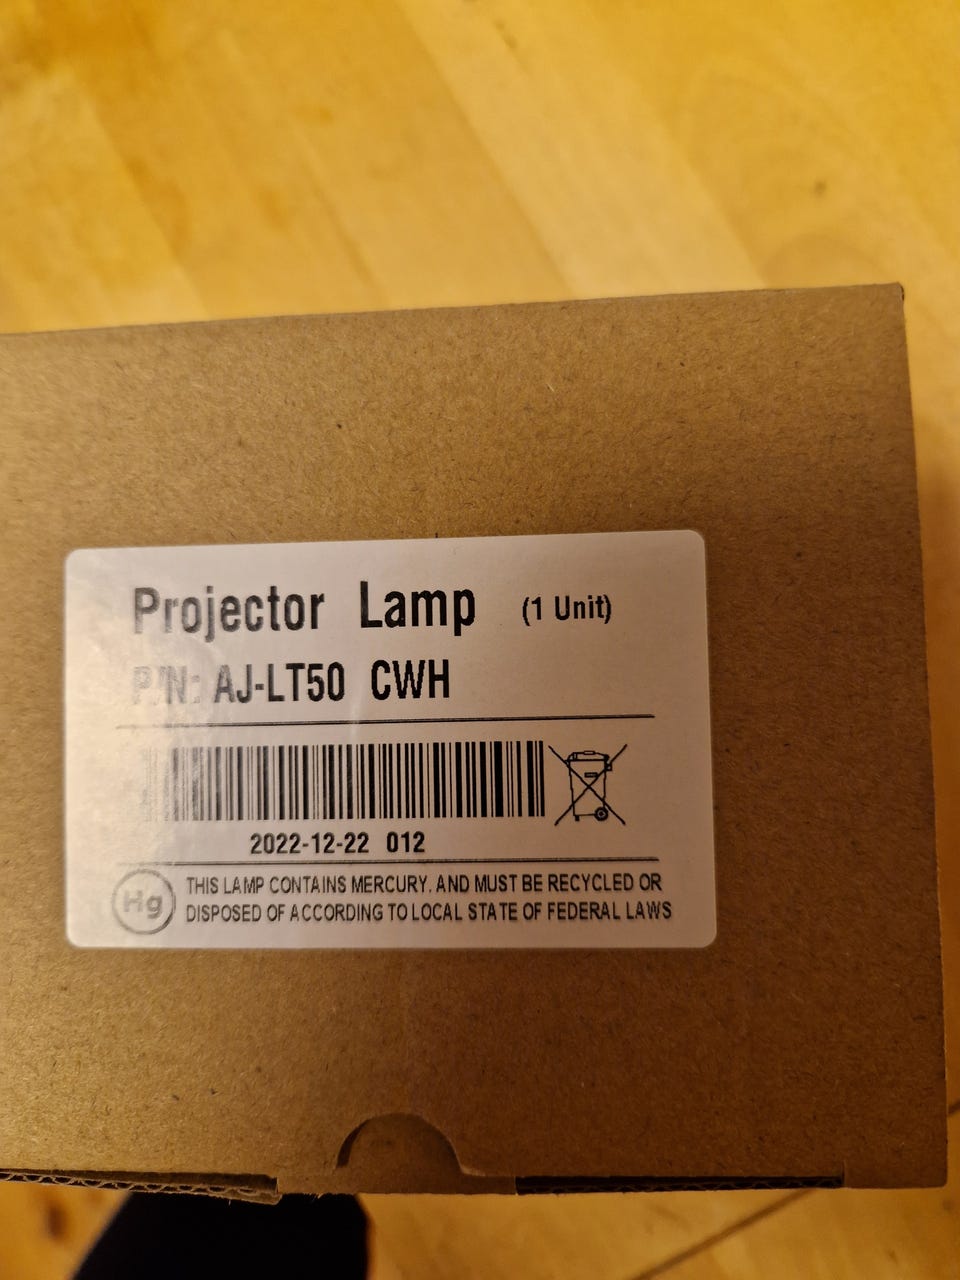 Projector Lamp (1 Unit)
P/N: AJ-LT50 CWH
2022-12-22 012
Hg
THIS LAMP CONTAINS MERCURY. AND MUST BE RECYCLED OR
DISPOSED OF ACCORDING TO LOCAL STATE OF FEDERAL LAWS